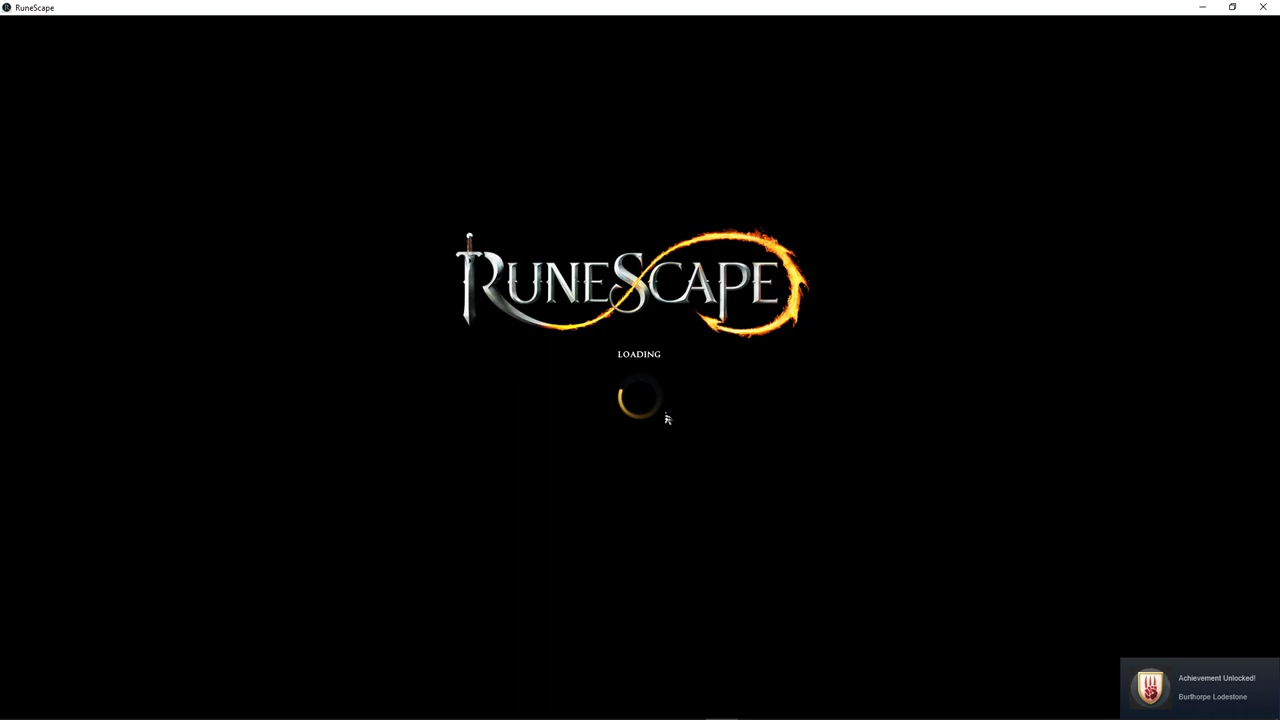 RuneScape
RUNESCAPE
LOADING
Achievement Unlocked!
Burthorpe Lodestone